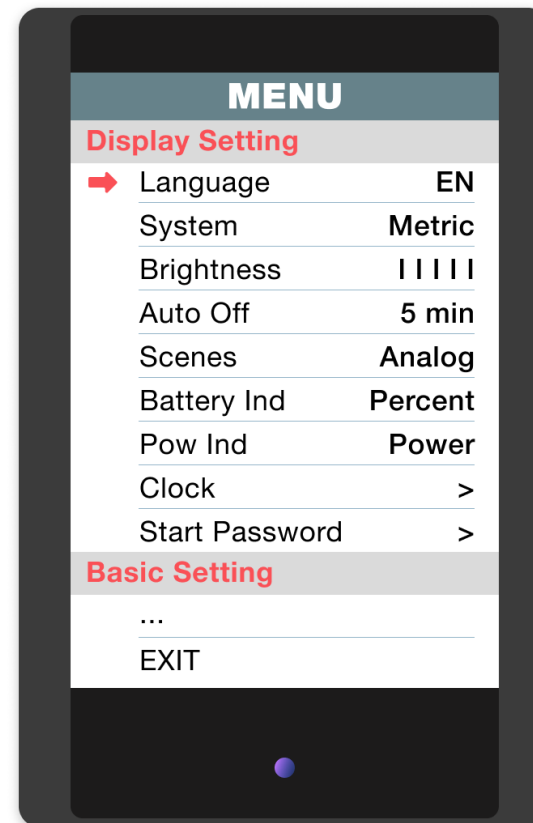 MENU
Display Setting
Language EN
System Metric
Brightness I I I I I
Auto Off 5 min
Scenes Analog
Battery Ind Percent
Pow Ind Power
Clock >
Start Password >
Basic Setting
...
EXIT